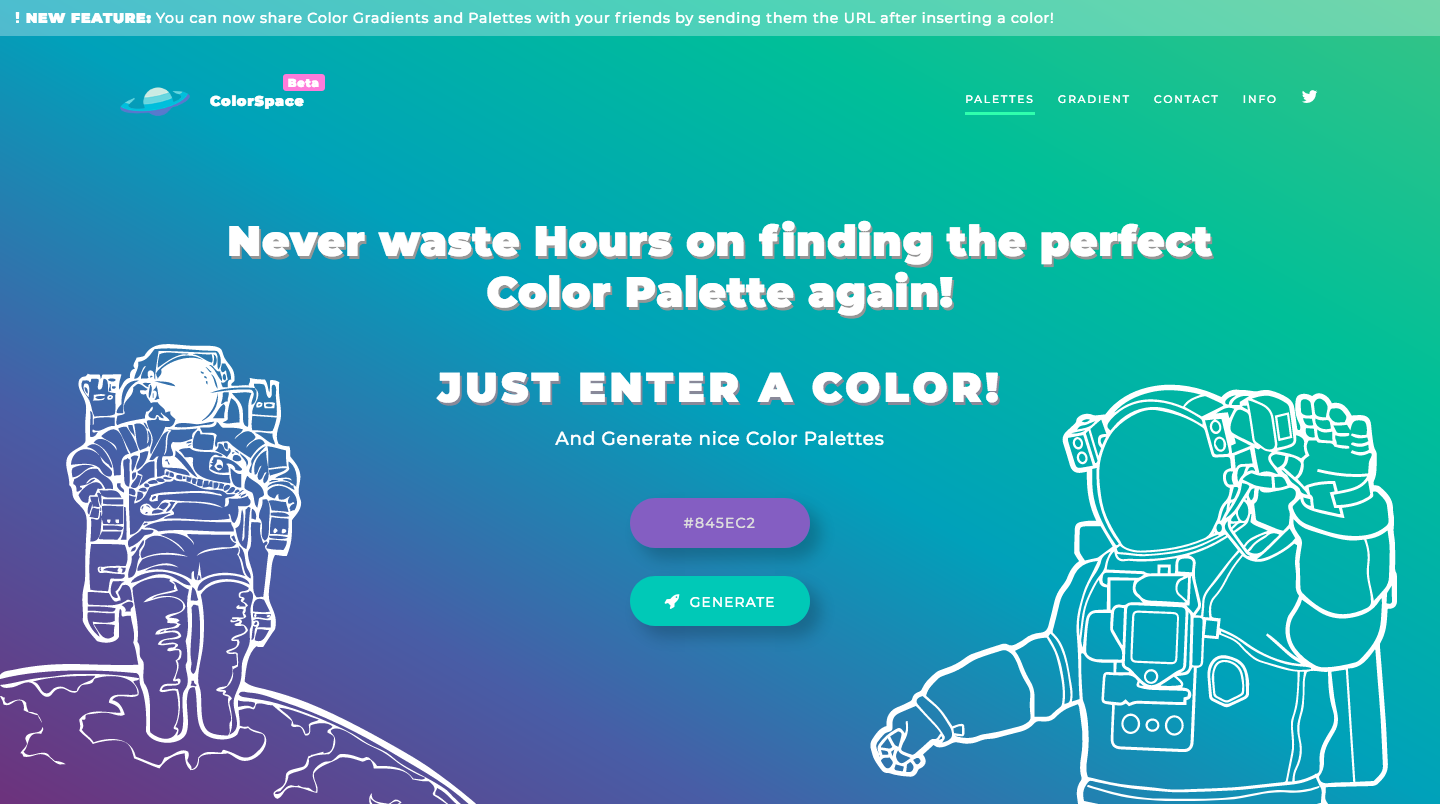 ! NEW FEATURE: You can now share Color Gradients and Palettes with your friends by sending them the URL after inserting a color!
Beta
ColorSpace
PALETTES GRADIENT CONTACT INFO
Never waste Hours on finding the perfect
Color Palette again!
JUST ENTER A COLOR!
And Generate nice Color Palettes
#845EC2
GENERATE